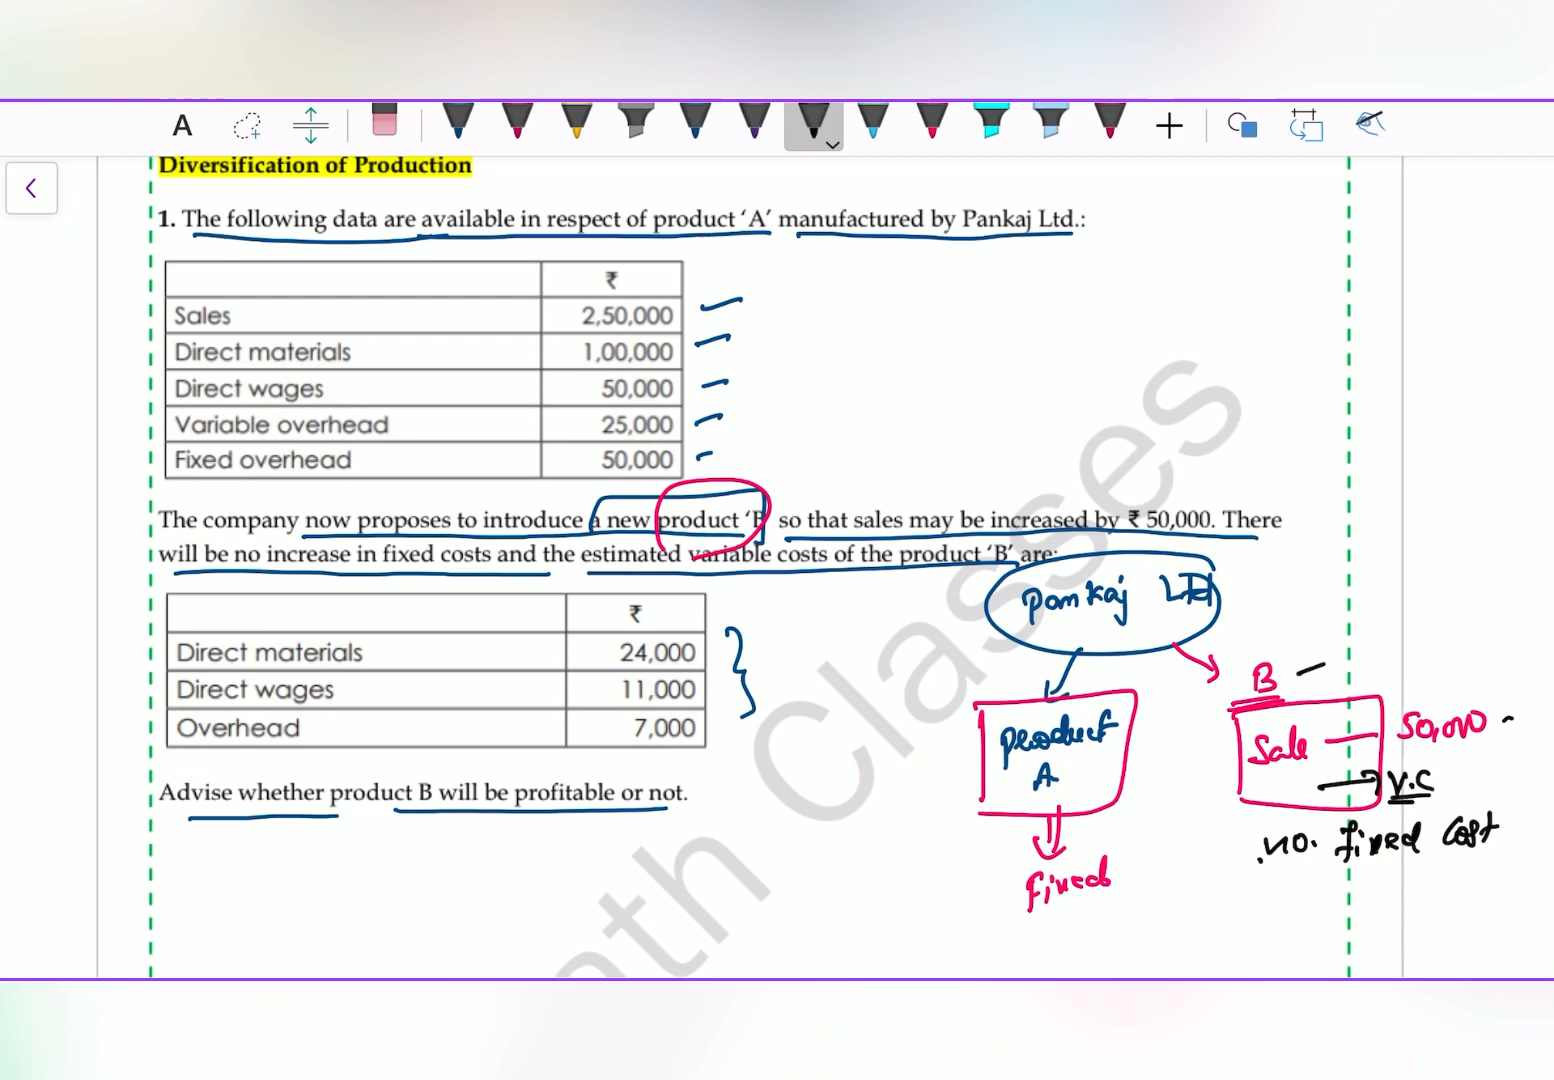 A
Diversification of Production
1. The following data are available in respect of product ‘A’ manufactured by Pankaj Ltd.:
₹
Sales 2,50,000
Direct materials 1,00,000
Direct wages 50,000
Variable overhead 25,000
Fixed overhead 50,000
The company now proposes to introduce a new product ‘B’ so that sales may be increased by ₹ 50,000. There
will be no increase in fixed costs and the estimated variable costs of the product ‘B’ are:
₹
Direct materials 24,000
Direct wages 11,000
Overhead 7,000
Advise whether product B will be profitable or not.
Pankaj LTD
product
A
fixed
B
Sale 50,000
V.C
no. fixed cost
ath Classes